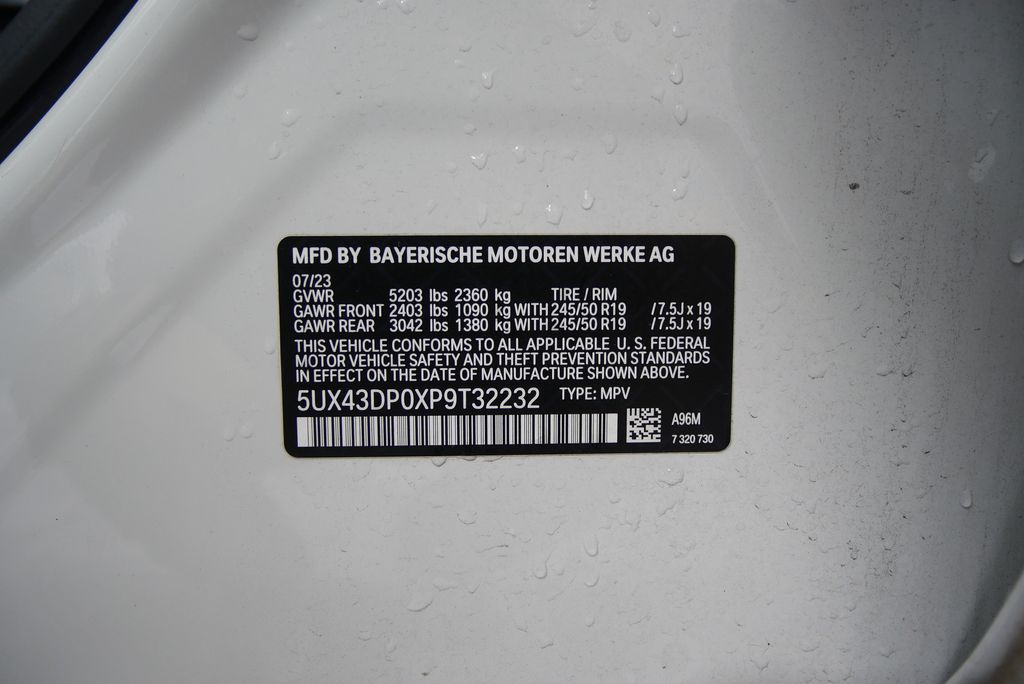 MFD BY BAYERISCHE MOTOREN WERKE AG
07/23
GVWR 5203 lbs 2360 kg TIRE / RIM
GAWR FRONT 2403 lbs 1090 kg WITH 245/50 R19 / 7.5J x 19
GAWR REAR 3042 lbs 1380 kg WITH 245/50 R19 / 7.5J x 19
THIS VEHICLE CONFORMS TO ALL APPLICABLE U. S. FEDERAL
MOTOR VEHICLE SAFETY AND THEFT PREVENTION STANDARDS
IN EFFECT ON THE DATE OF MANUFACTURE SHOWN ABOVE.
5UX43DP0XP9T32232 TYPE: MPV
A96M
7 320 730